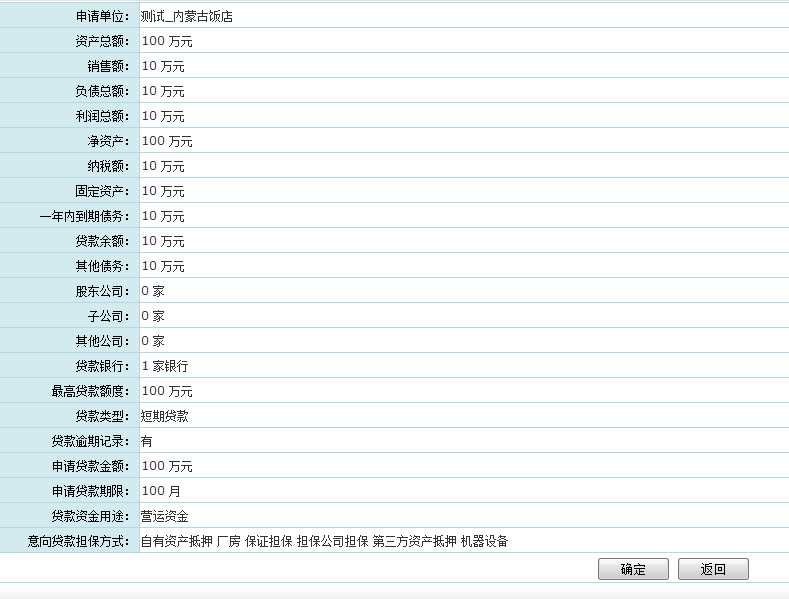 申请单位： 测试_内蒙古饭店
资产总额： 100 万元
销售额： 10 万元
负债总额： 10 万元
利润总额： 10 万元
净资产： 100 万元
纳税额： 10 万元
固定资产： 10 万元
一年内到期债务： 10 万元
贷款余额： 10 万元
其他债务： 10 万元
股东公司： 0 家
子公司： 0 家
其他公司： 0 家
贷款银行： 1 家银行
最高贷款额度： 100 万元
贷款类型： 短期贷款
贷款逾期记录： 有
申请贷款金额： 100 万元
申请贷款期限： 100 月
贷款资金用途： 营运资金
意向贷款担保方式： 自有资产抵押 厂房 保证担保 担保公司担保 第三方资产抵押 机器设备
确定 返回